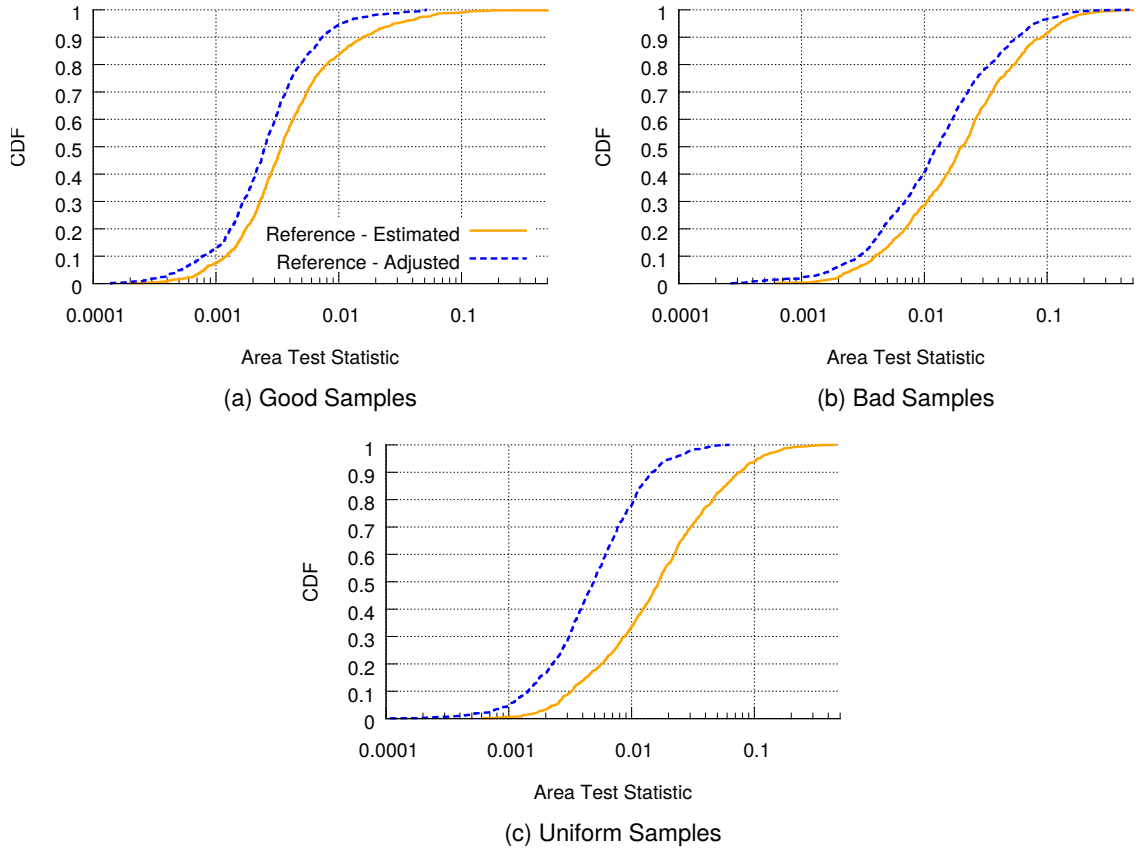 1
0.9
0.8
0.7
0.6
0.5
0.4
0.3
0.2
0.1
0
CDF
Reference - Estimated
Reference - Adjusted
0.0001 0.001 0.01 0.1
Area Test Statistic
(a) Good Samples
1
0.9
0.8
0.7
0.6
0.5
0.4
0.3
0.2
0.1
0
CDF
0.0001 0.001 0.01 0.1
Area Test Statistic
(b) Bad Samples
1
0.9
0.8
0.7
0.6
0.5
0.4
0.3
0.2
0.1
0
CDF
0.0001 0.001 0.01 0.1
Area Test Statistic
(c) Uniform Samples